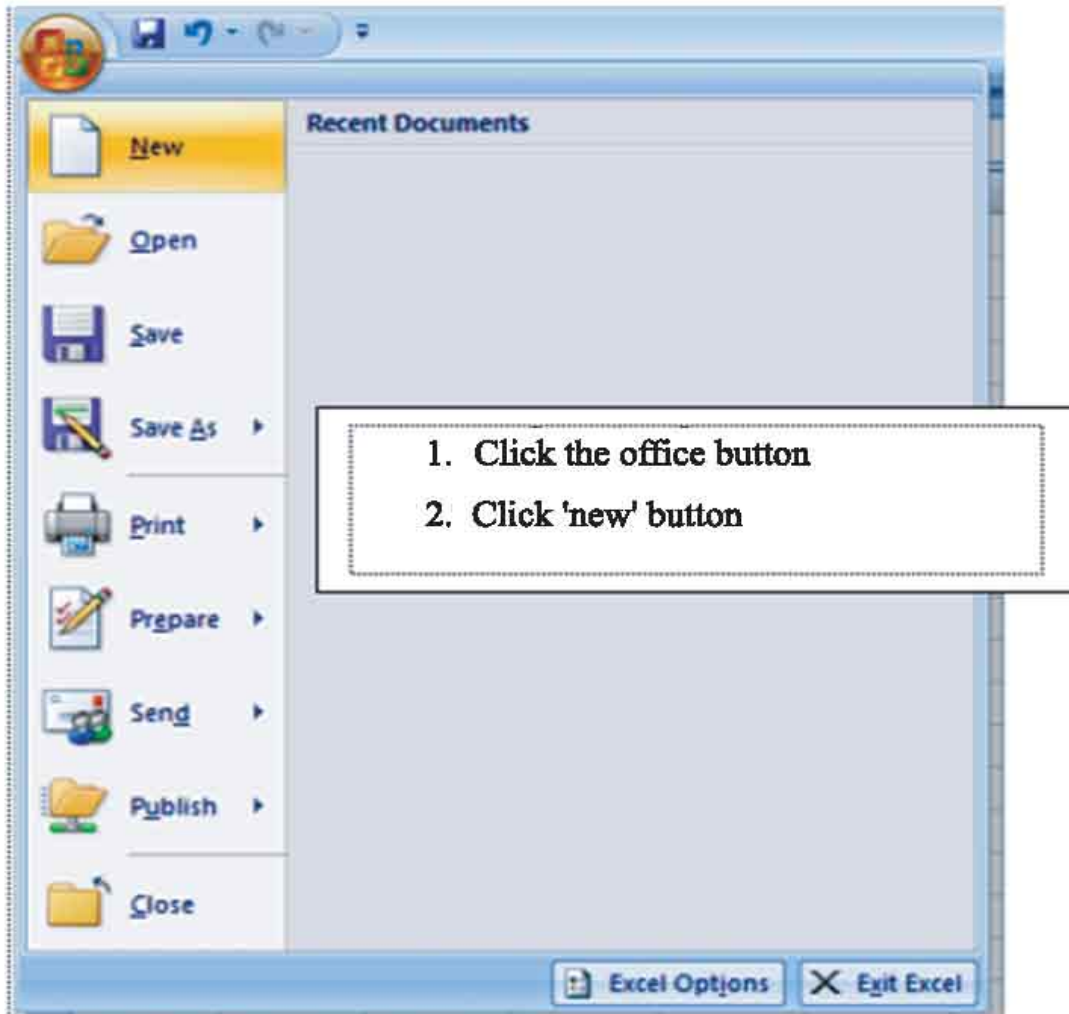 Recent Documents
New
Open
Save
Save As
1. Click the office button
2. Click 'new' button
Print
Prepare
Send
Publish
Close
Excel Options
Exit Excel